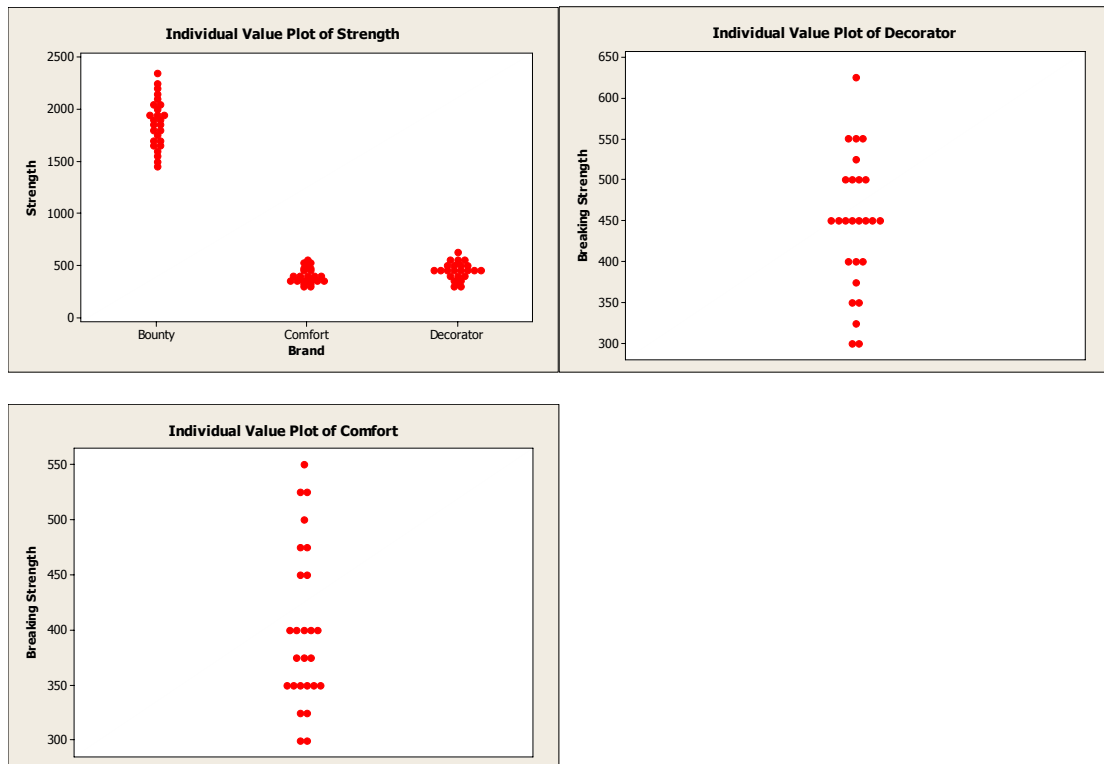 Individual Value Plot of Strength
2500
2000
1500
1000
500
0
Strength
Bounty Comfort Decorator
Brand
Individual Value Plot of Decorator
650
600
550
500
450
400
350
300
Breaking Strength
Individual Value Plot of Comfort
550
500
450
400
350
300
Breaking Strength